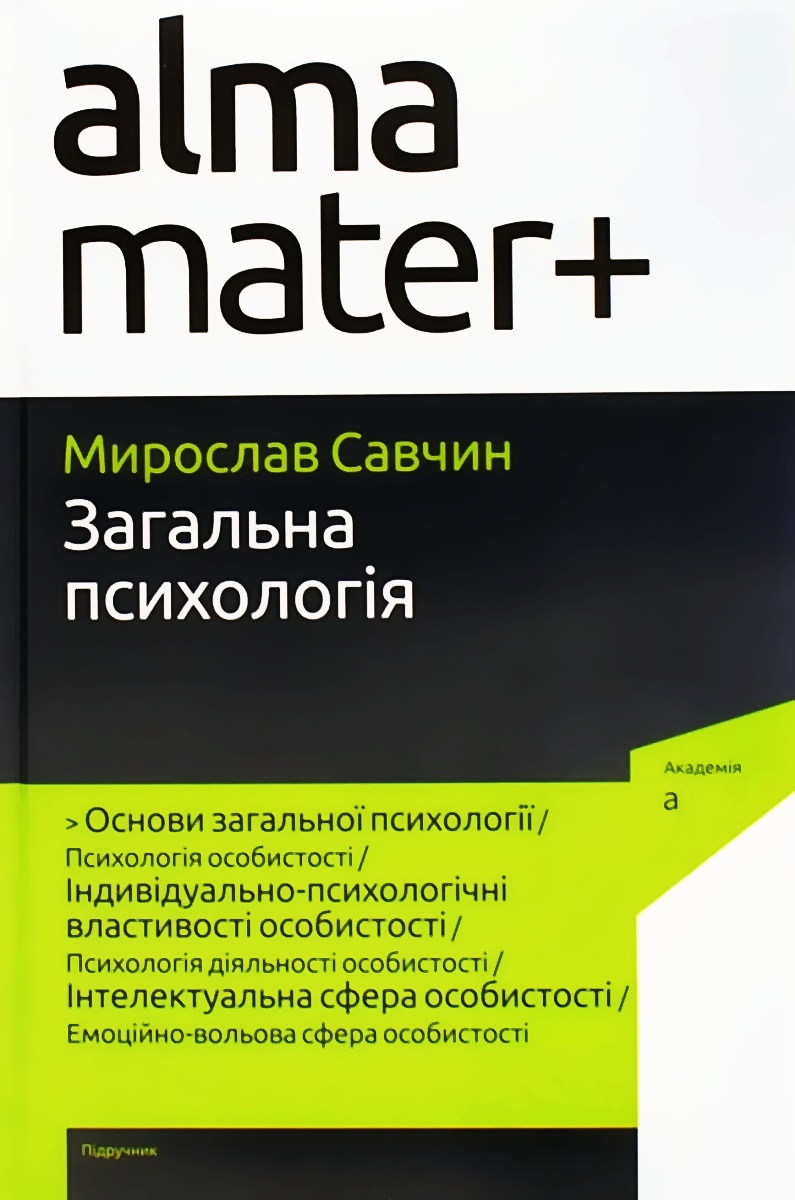 alma
mater+
Мирослав Савчин
Загальна
психологія
Академія
а
> Основи загальної психології /
Психологія особистості /
Індивідуально-психологічні
властивості особистості /
Психологія діяльності особистості /
Інтелектуальна сфера особистості /
Емоційно-вольова сфера особистості
Підручник